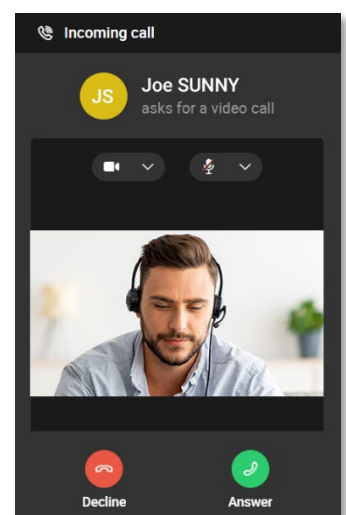 Incoming call
JS
Joe SUNNY
asks for a video call
Decline
Answer